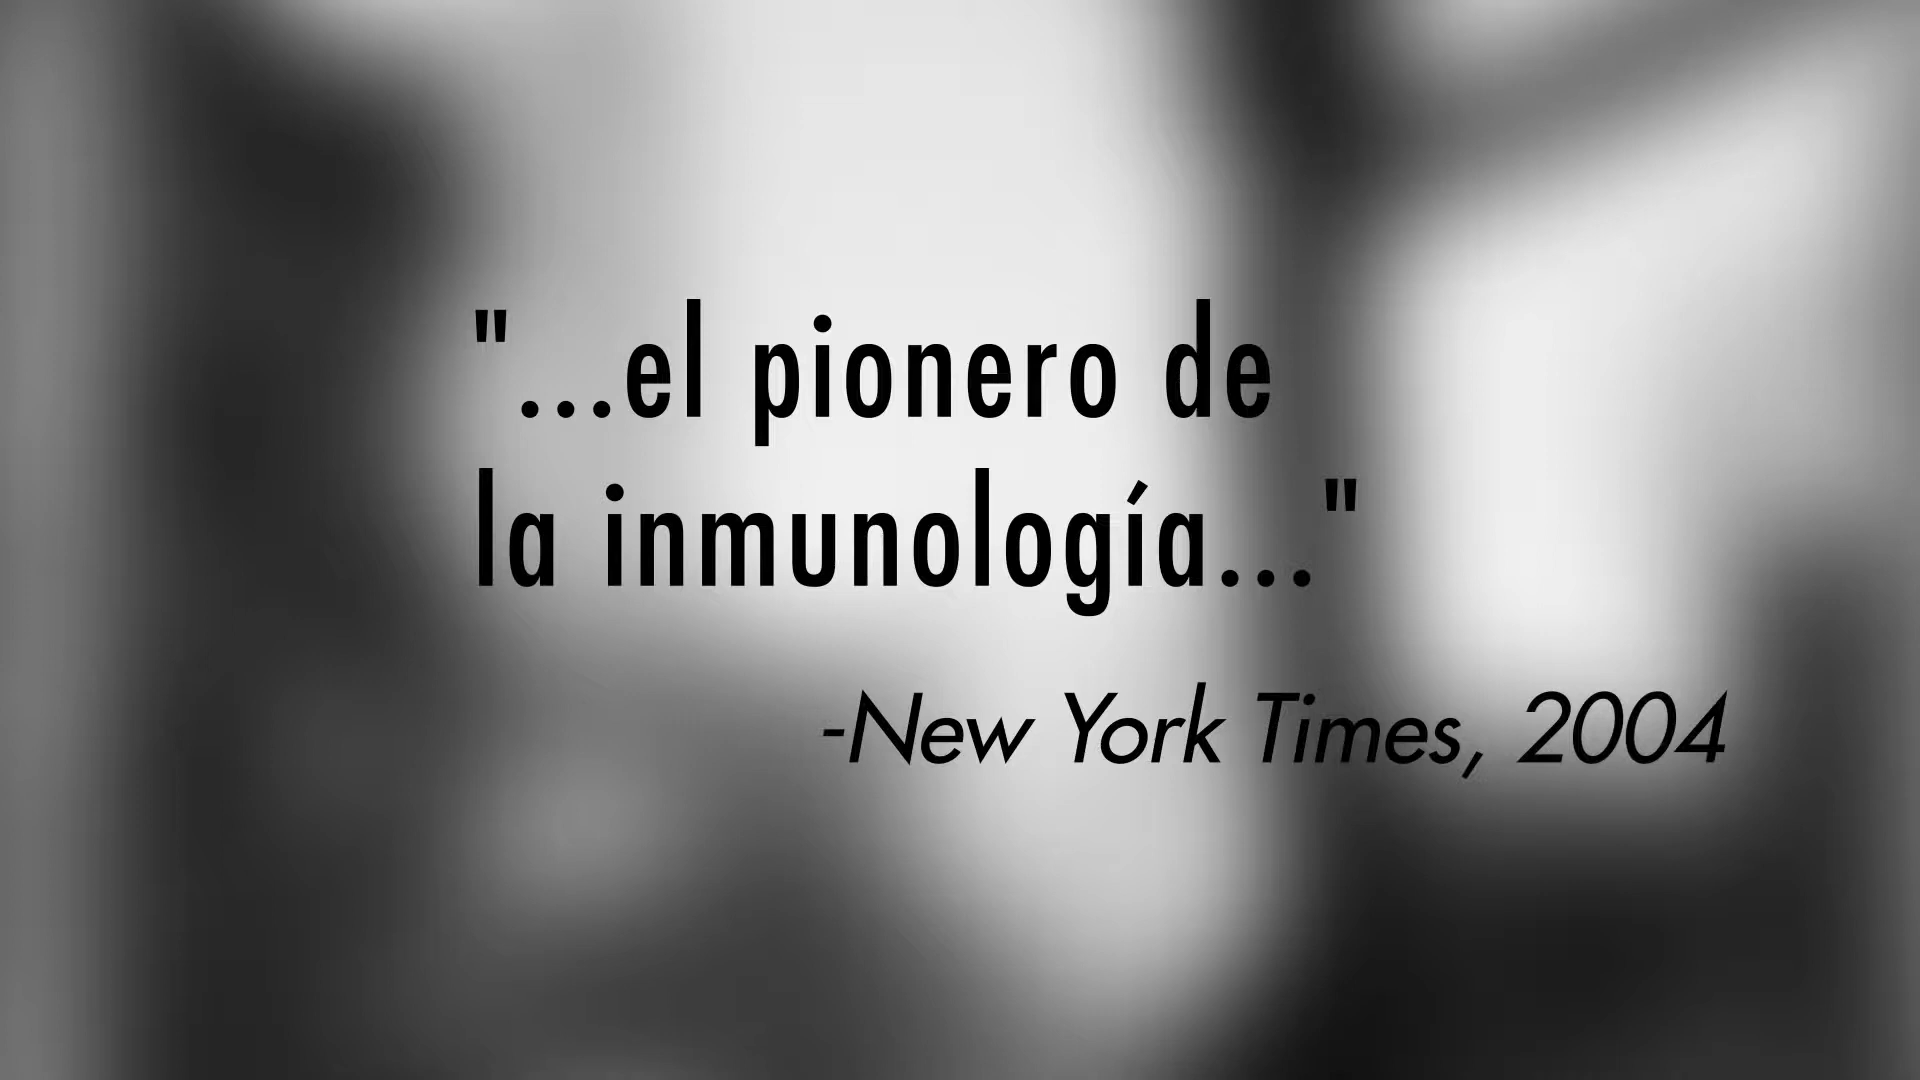 "...el pionero de
la inmunología..."
-New York Times, 2004